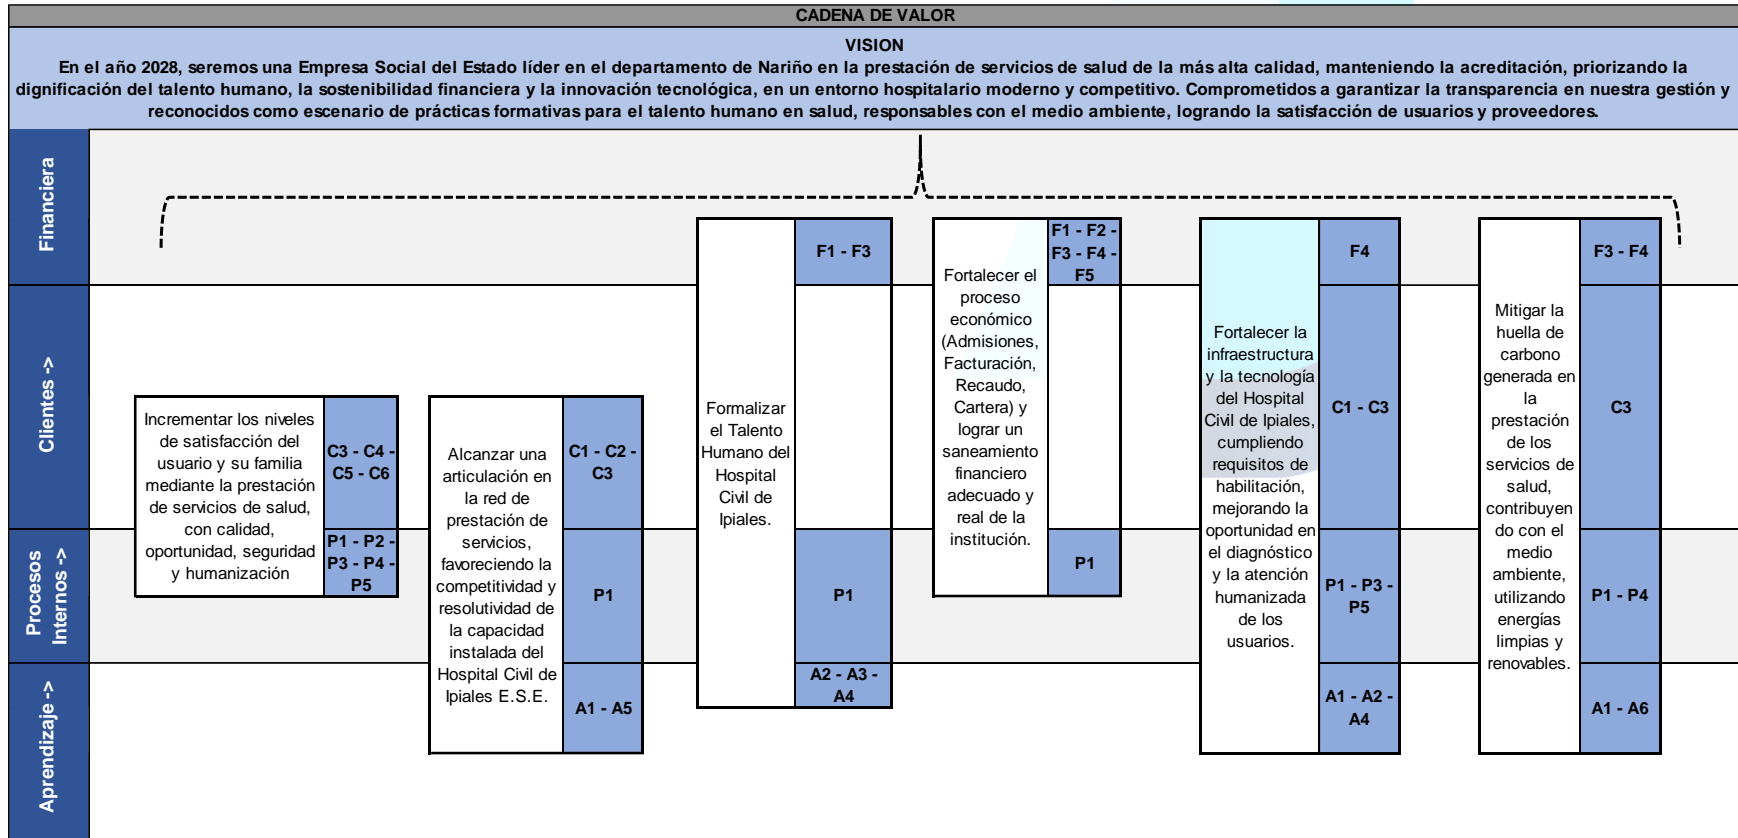 CADENA DE VALOR
VISION
En el año 2028, seremos una Empresa Social del Estado líder en el departamento de Nariño en la prestación de servicios de salud de la más alta calidad, manteniendo la acreditación, priorizando la
dignificación del talento humano, la sostenibilidad financiera y la innovación tecnológica, en un entorno hospitalario moderno y competitivo. Comprometidos a garantizar la transparencia en nuestra gestión y
reconocidos como escenario de prácticas formativas para el talento humano en salud, responsables con el medio ambiente, logrando la satisfacción de usuarios y proveedores.
Financiera
Clientes ->
Procesos
Internos ->
Aprendizaje ->
Incrementar los niveles
de satisfacción del
usuario y su familia
mediante la prestación
de servicios de salud,
con calidad,
oportunidad, seguridad
y humanización
C3 - C4 -
C5 - C6
P1 - P2 -
P3 - P4 -
P5
Alcanzar una
articulación en
la red de
prestación de
servicios,
favoreciendo la
competitividad y
resolutividad de
la capacidad
instalada del
Hospital Civil de
Ipiales E.S.E.
C1 - C2 -
C3
P1
A1 - A5
Formalizar
el Talento
Humano del
Hospital
Civil de
Ipiales.
F1 - F3
P1
A2 - A3 -
A4
Fortalecer el
proceso
económico
(Admisiones,
Facturación,
Recaudo,
Cartera) y
lograr un
saneamiento
financiero
adecuado y
real de la
institución.
F1 - F2 -
F3 - F4 -
F5
P1
Fortalecer la
infraestructura
y la tecnología
del Hospital
Civil de Ipiales,
cumpliendo
requisitos de
habilitación,
mejorando la
oportunidad en
el diagnóstico
y la atención
humanizada
de los
usuarios.
F4
C1 - C3
P1 - P3 -
P5
A1 - A2 -
A4
Mitigar la
huella de
carbono
generada en
la
prestación
de los
servicios de
salud,
contribuyen
do con el
medio
ambiente,
utilizando
energías
limpias y
renovables.
F3 - F4
C3
P1 - P4
A1 - A6